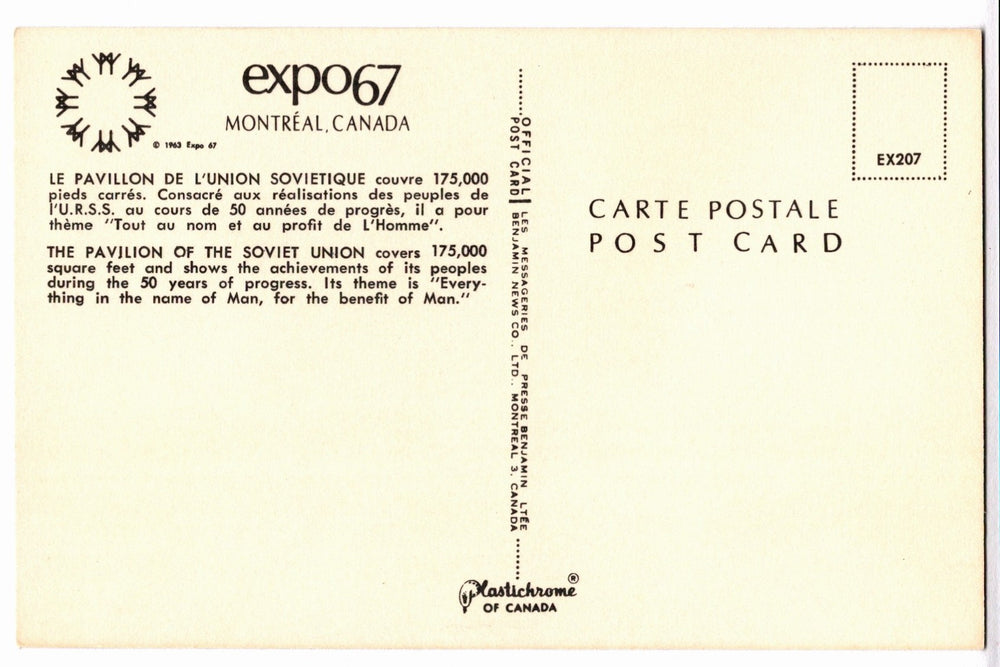 expo67
MONTRÉAL, CANADA
© 1963 Expo 67
LE PAVILLON DE L'UNION SOVIETIQUE couvre 175,000
pieds carrés. Consacré aux réalisations des peuples de
l'U.R.S.S. au cours de 50 années de progrès, il a pour
thème "Tout au nom et au profit de L'Homme".
THE PAVILION OF THE SOVIET UNION covers 175,000
square feet and shows the achievements of its peoples
during the 50 years of progress. Its theme is "Every-
thing in the name of Man, for the benefit of Man."
OFFICIAL
POST CARD
LES MESSAGERIES DE PRESSE BENJAMIN LTÉE
BENJAMIN NEWS CO., LTD., MONTREAL 3, CANADA
EX207
CARTE POSTALE
POST CARD
Plastichrome ®
OF CANADA